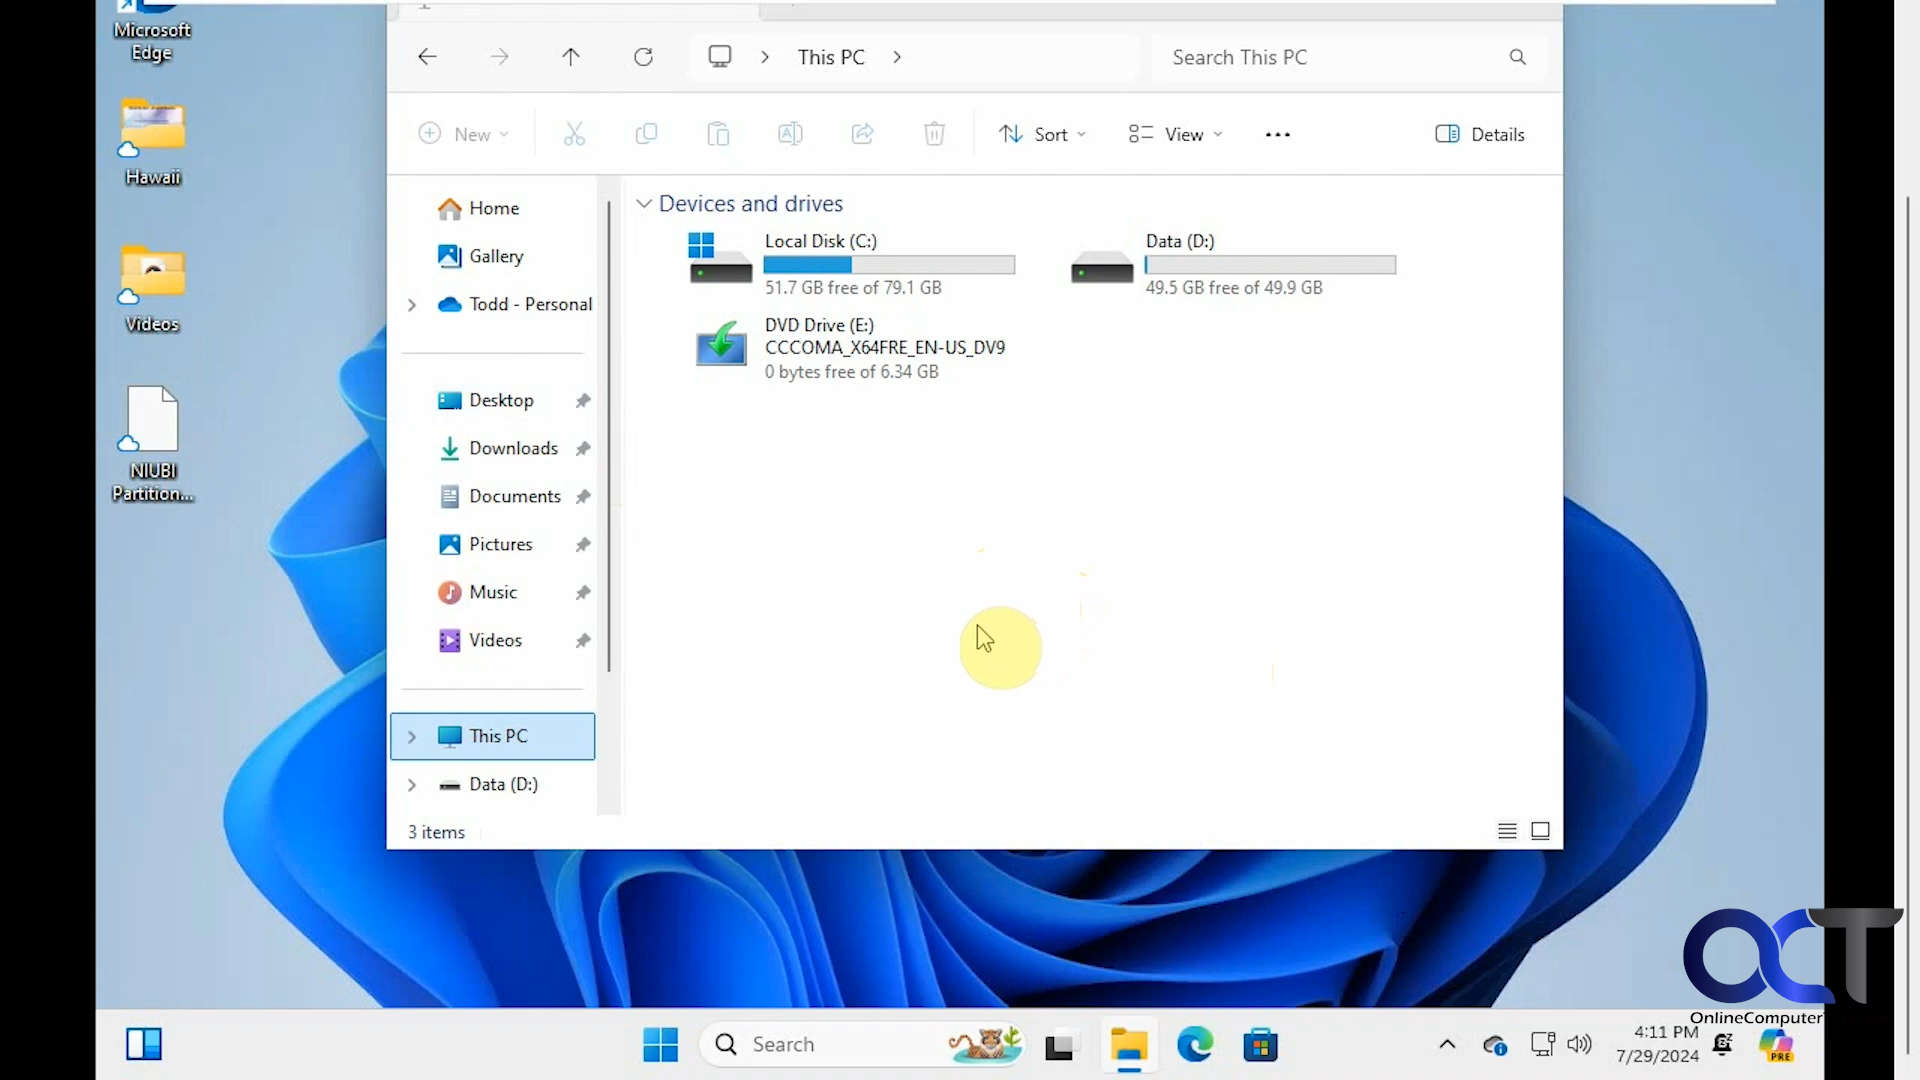 Microsoft
Edge
Hawaii
Videos
NIUBI
Partition...
This PC
Search This PC
New
Sort
View
Details
Home
Gallery
Todd - Personal
Desktop
Downloads
Documents
Pictures
Music
Videos
This PC
Data (D:)
3 items
Devices and drives
Local Disk (C:)
51.7 GB free of 79.1 GB
Data (D:)
49.5 GB free of 49.9 GB
DVD Drive (E:)
CCCOMA_X64FRE_EN-US_DV9
0 bytes free of 6.34 GB
Search
4:11 PM
7/29/2024
PRE
OCT